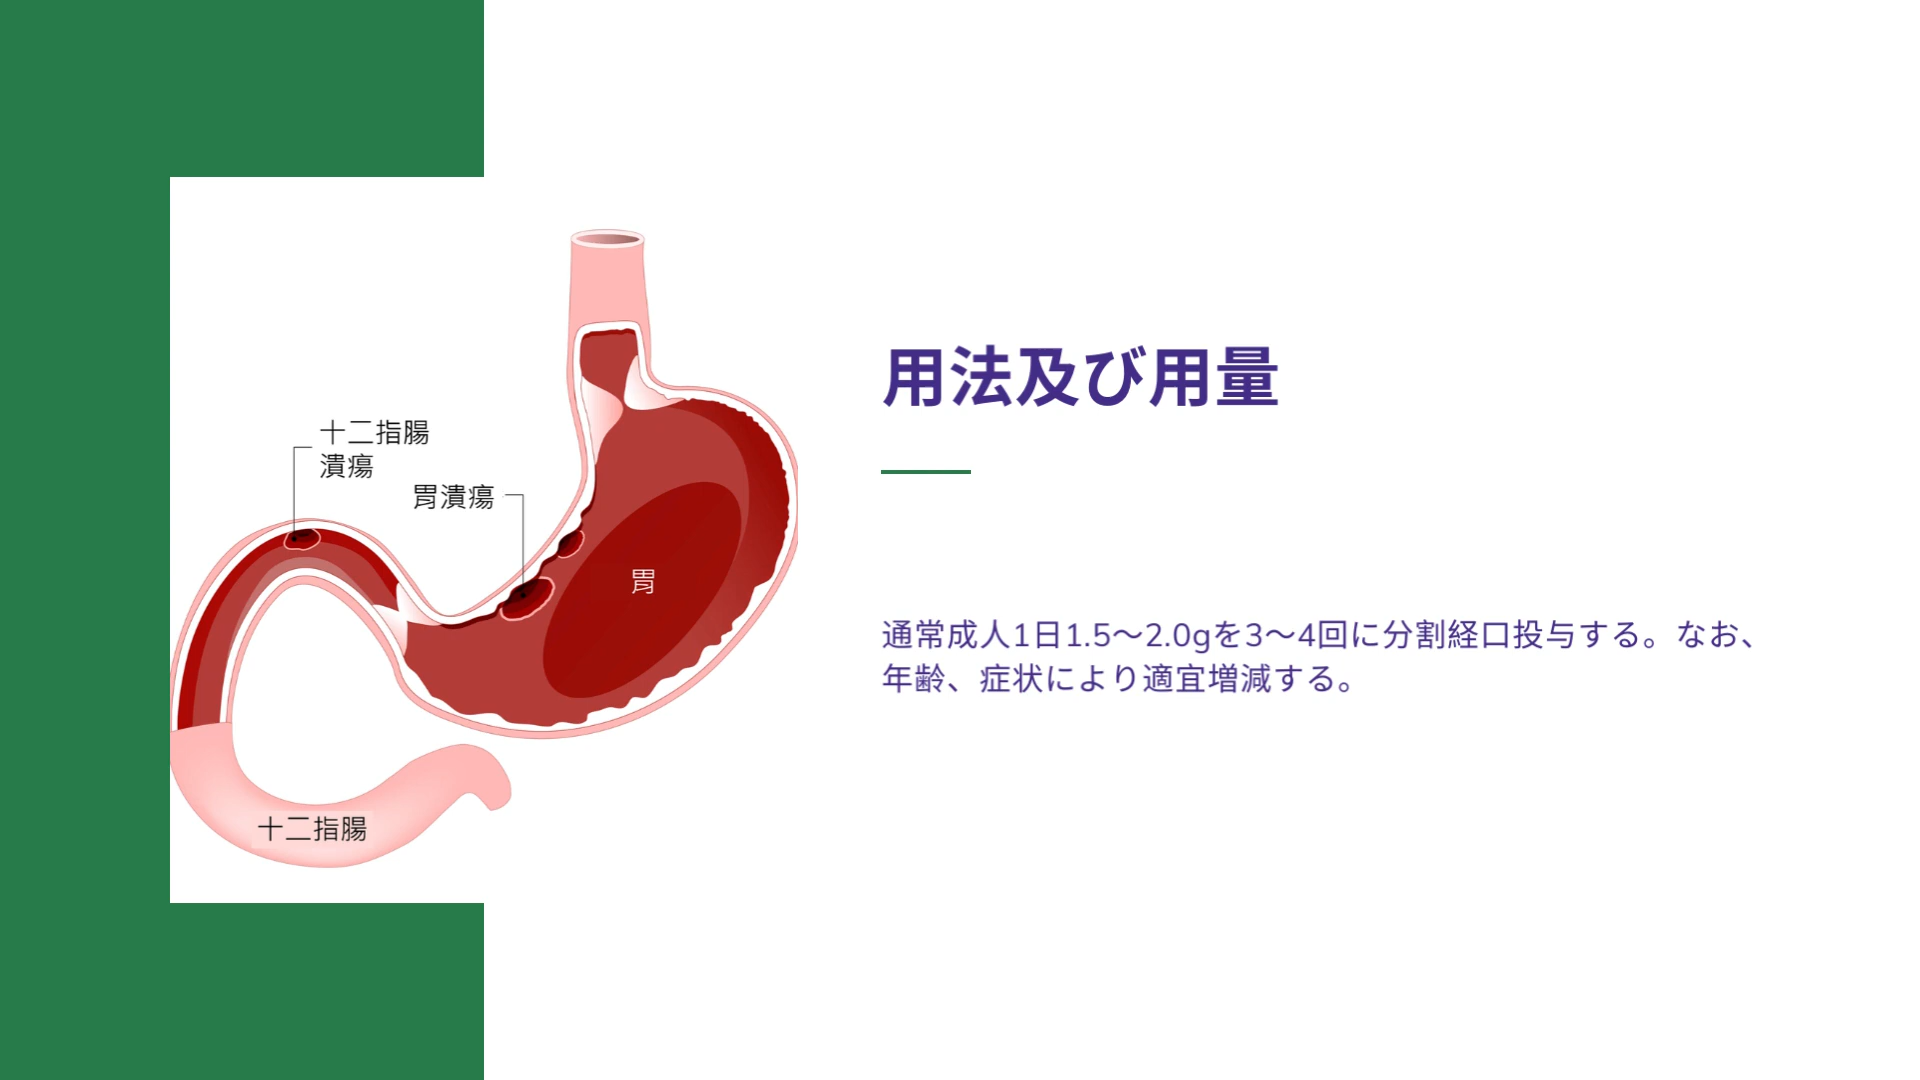 十二指腸
潰瘍
胃潰瘍
胃
十二指腸
用法及び用量
通常成人1日1.5〜2.0gを3〜4回に分割経口投与する。なお、
年齢、症状により適宜増減する。